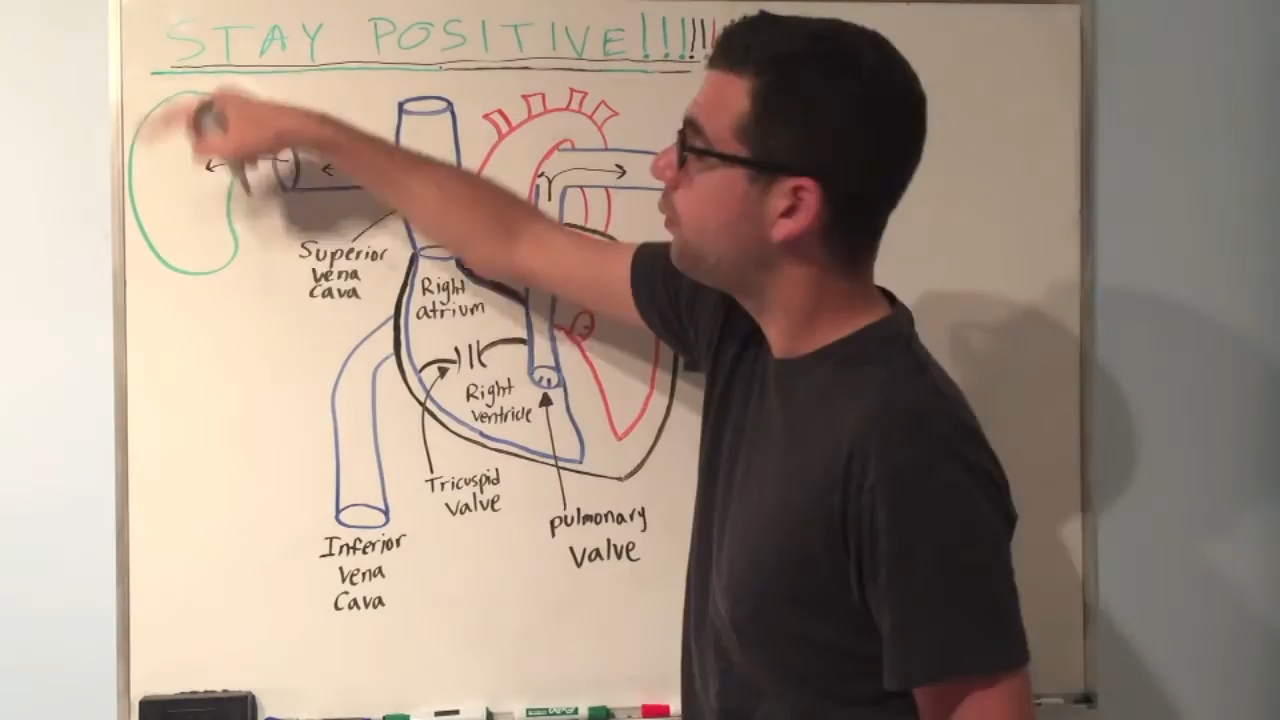 STAY POSITIVE!!!!!!
Superior
vena
Cava
Right
atrium
Right
ventricle
Tricuspid
valve
pulmonary
valve
Inferior
vena
Cava